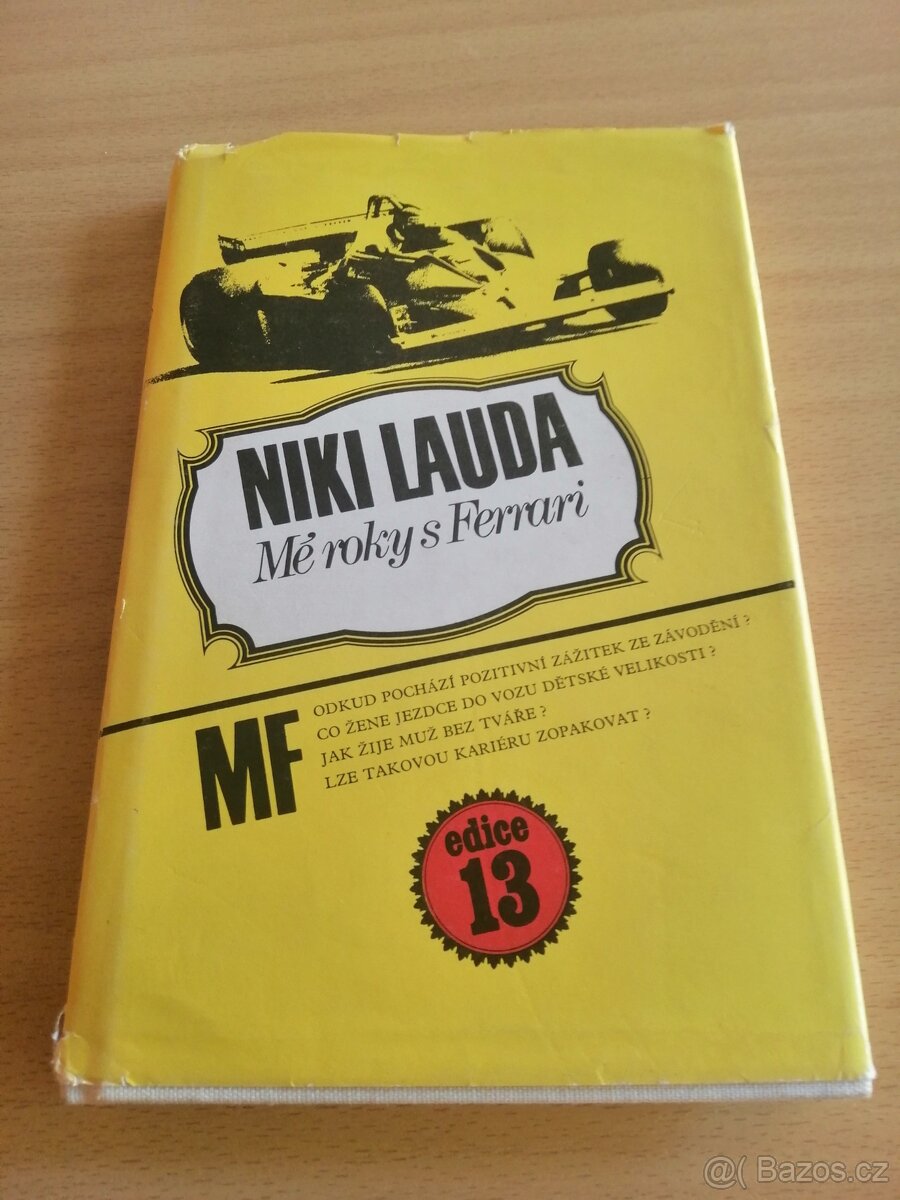 NIKI LAUDA
Mé roky s Ferrari
MF
ODKUD POCHÁZÍ POZITIVNÍ ZÁŽITEK ZE ZÁVODĚNÍ?
CO ŽENE JEZDCE DO VOZU DĚTSKÉ VELIKOSTI?
JAK ŽIJE MUŽ BEZ TVÁŘE?
LZE TAKOVOU KARIÉRU ZOPAKOVAT?
edice
13
@( Bazos.cz